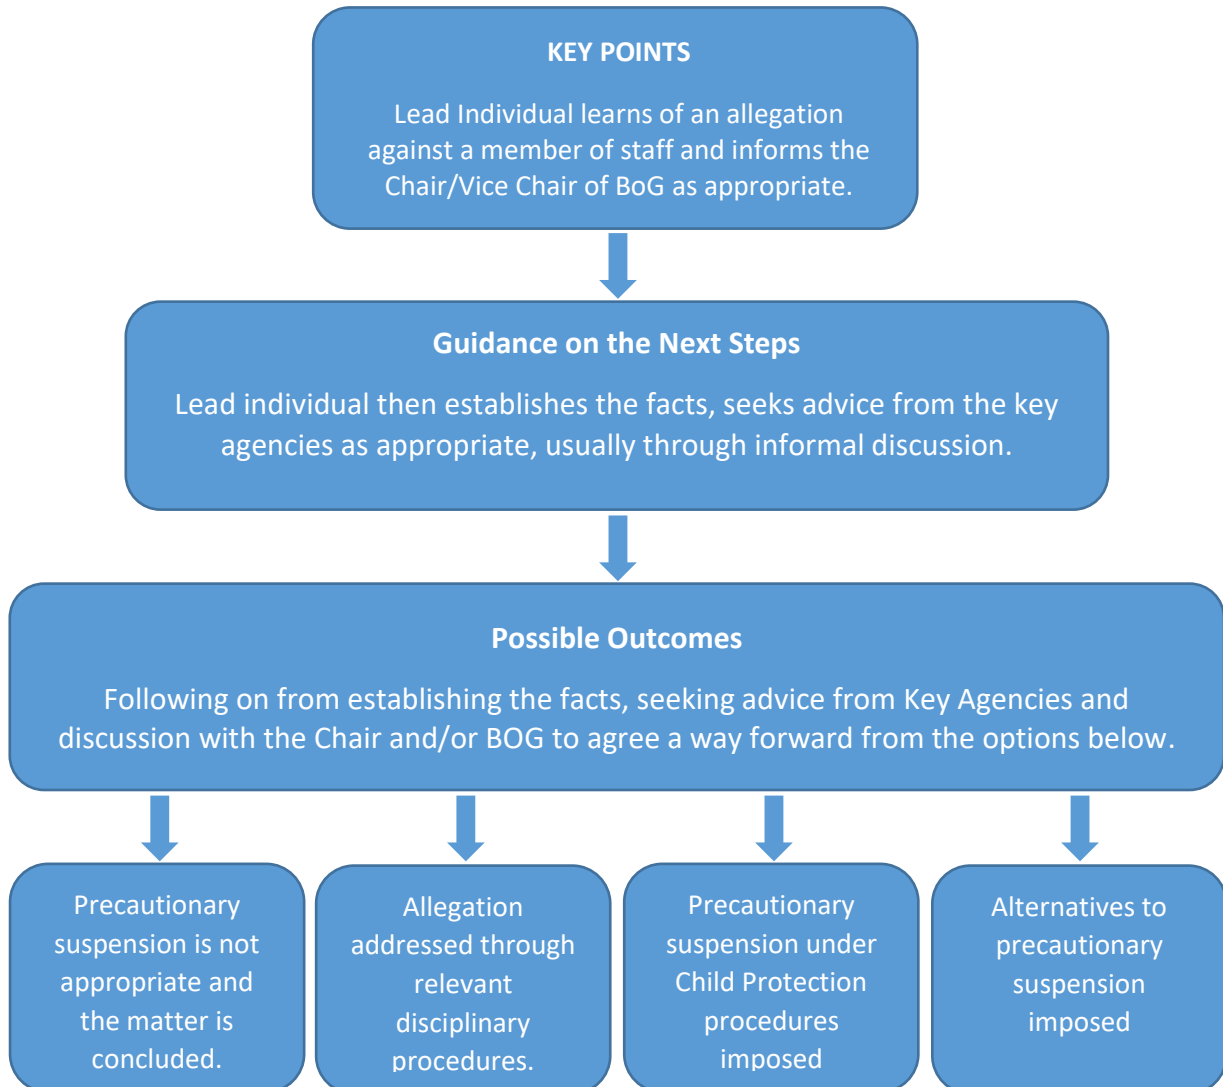 KEY POINTS
Lead Individual learns of an allegation
against a member of staff and informs the
Chair/Vice Chair of BoG as appropriate.
Guidance on the Next Steps
Lead individual then establishes the facts, seeks advice from the key
agencies as appropriate, usually through informal discussion.
Possible Outcomes
Following on from establishing the facts, seeking advice from Key Agencies and
discussion with the Chair and/or BOG to agree a way forward from the options below.
Precautionary
suspension is not
appropriate and
the matter is
concluded.
Allegation
addressed through
relevant
disciplinary
procedures.
Precautionary
suspension under
Child Protection
procedures
imposed
Alternatives to
precautionary
suspension
imposed